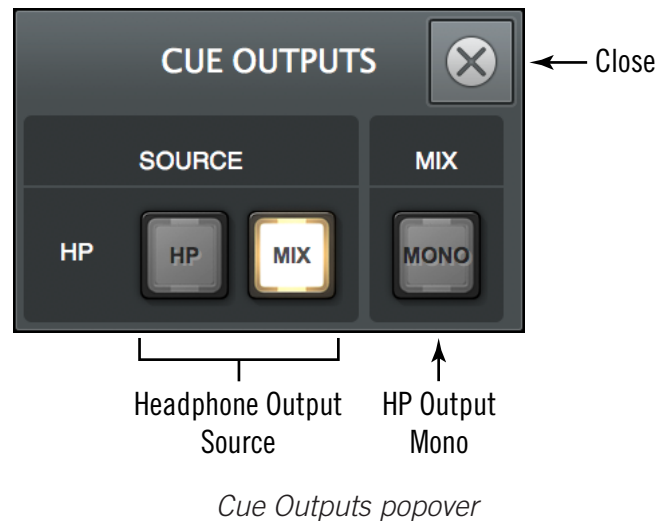 CUE OUTPUTS
Close
SOURCE
MIX
HP
HP
MIX
MONO
Headphone Output
Source
HP Output
Mono
Cue Outputs popover